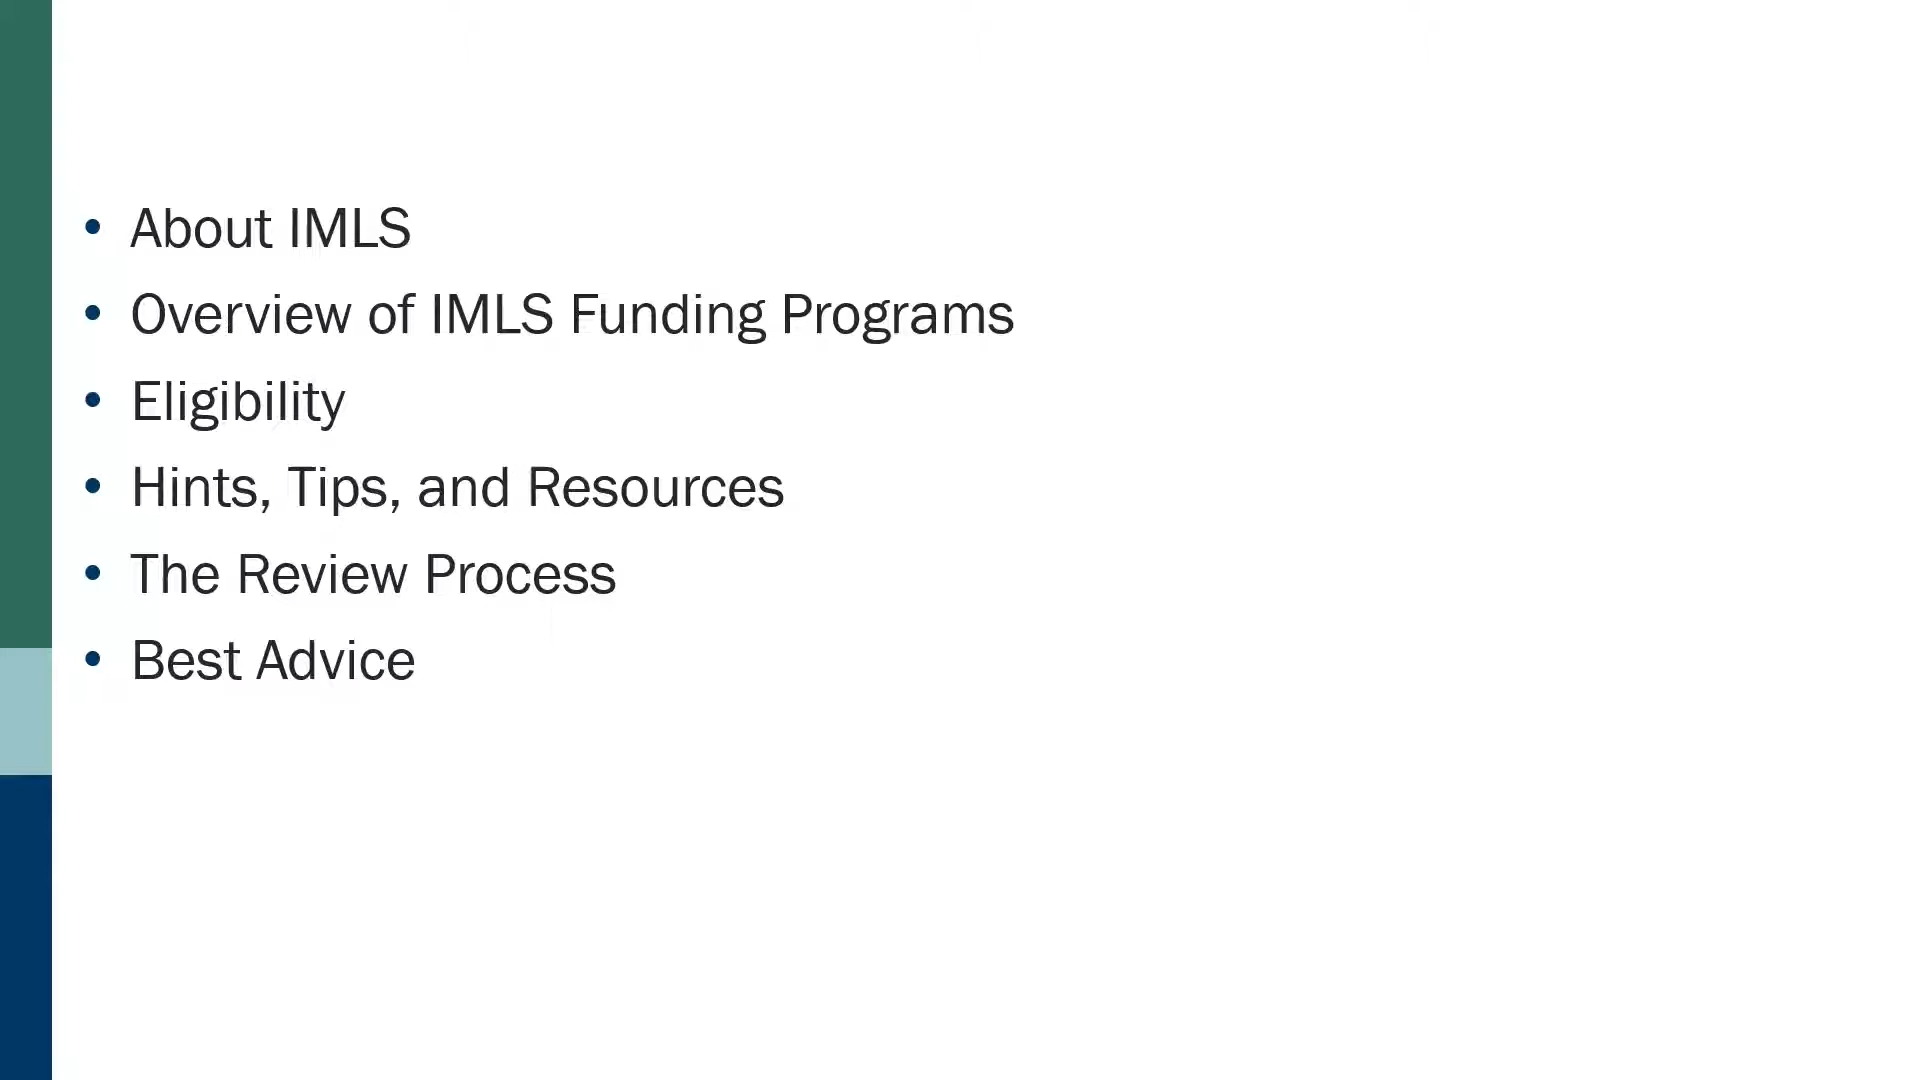 • About IMLS
• Overview of IMLS Funding Programs
• Eligibility
• Hints, Tips, and Resources
• The Review Process
• Best Advice